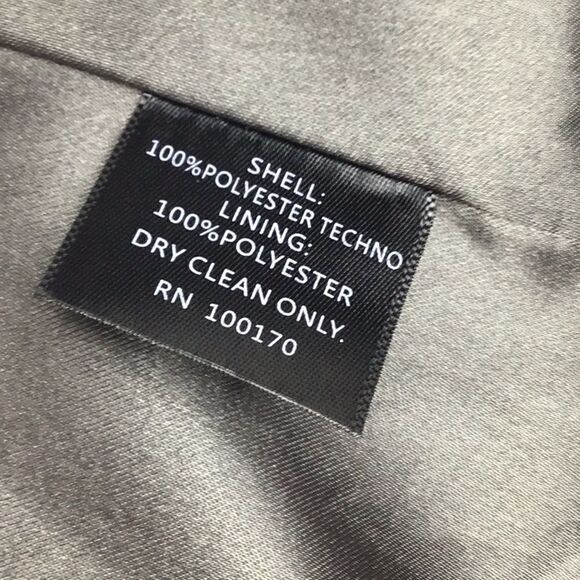 SHELL:
100%POLYESTER TECHNO
LINING:
100%POLYESTER
DRY CLEAN ONLY.
RN 100170